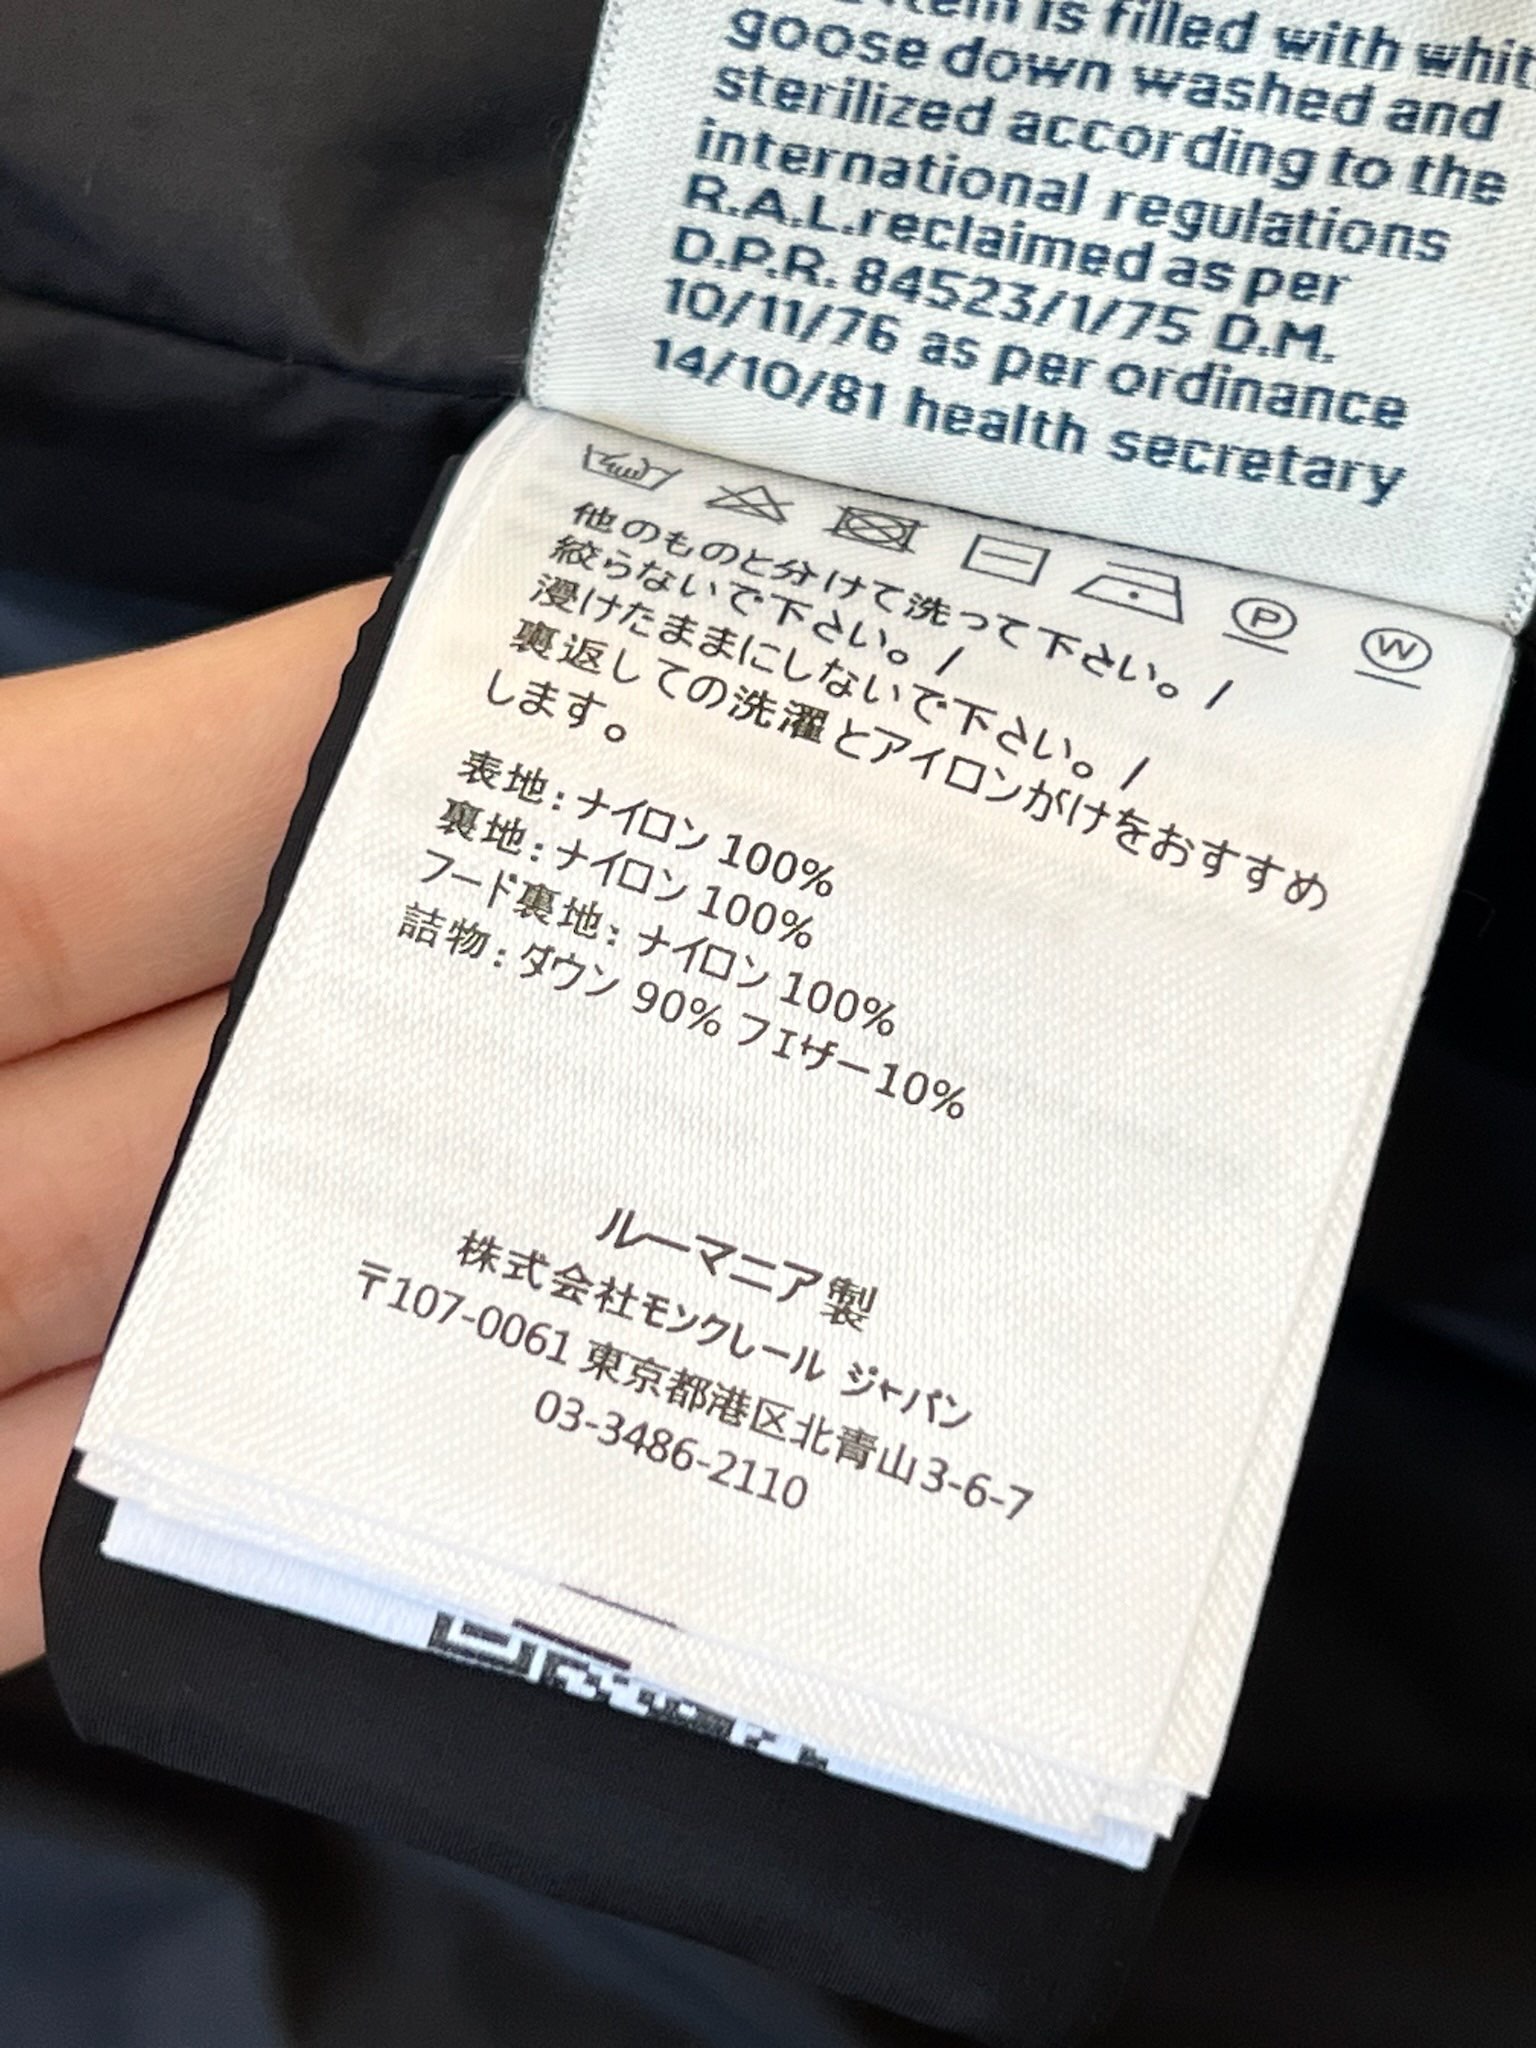 is filled with
goose down washed and
sterilized according to the
international regulations
R.A.L.reclaimed as per
D.P.R. 84523/1/75 D.M.
10/11/76 as per ordinance
14/10/81 health secretary
P W
他のものと分けて洗って下さい。/
絞らないで下さい。/
浸けたままにしないで下さい。/
裏返しての洗濯とアイロンがけをおすすめ
します。
表地:ナイロン 100%
裏地:ナイロン 100%
フード裏地:ナイロン 100%
詰物:ダウン 90% フェザー10%
ルーマニア製
株式会社モンクレール ジャパン
〒107-0061 東京都港区北青山3-6-7
03-3486-2110